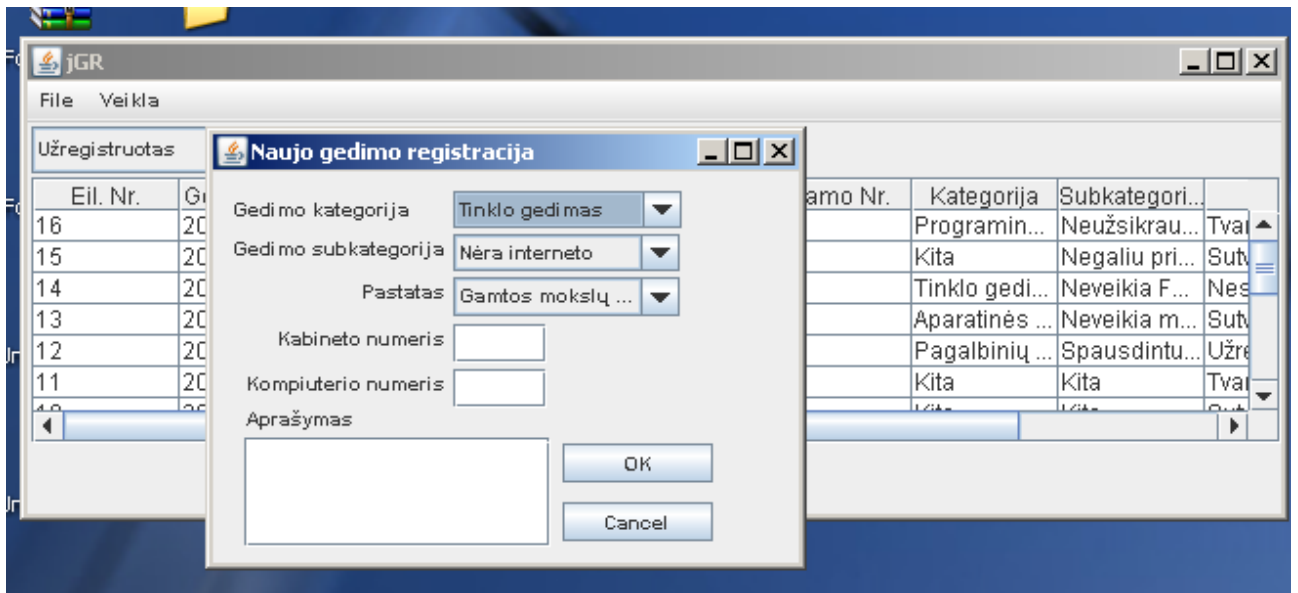 jGR
File Veikla
Užregistruotas
Naujo gedimo registracija
Gedimo kategorija Tinklo gedimas
Gedimo subkategorija Nėra interneto
Pastatas Gamtos mokslų ...
Kabineto numeris
Kompiuterio numeris
Aprašymas
OK
Cancel
Eil. Nr. Kategorija Subkategori...
16 Programin... Neužsikrau...
15 Kita Negaliu pri...
14 Tinklo gedi... Neveikia F...
13 Aparatinės ... Neveikia m...
12 Pagalbinių ... Spausdintu...
11 Kita Kita